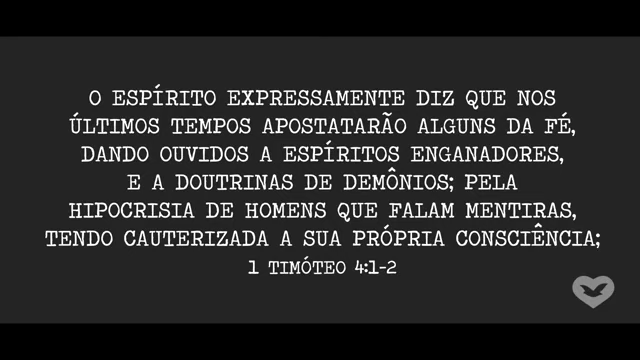 O ESPÍRITO EXPRESSAMENTE DIZ QUE NOS
ÚLTIMOS TEMPOS APOSTATARÃO ALGUNS DA FÉ,
DANDO OUVIDOS A ESPÍRITOS ENGANADORES,
E A DOUTRINAS DE DEMÔNIOS; PELA
HIPOCRISIA DE HOMENS QUE FALAM MENTIRAS,
TENDO CAUTERIZADA A SUA PRÓPRIA CONSCIÊNCIA;
1 TIMÓTEO 4:1-2